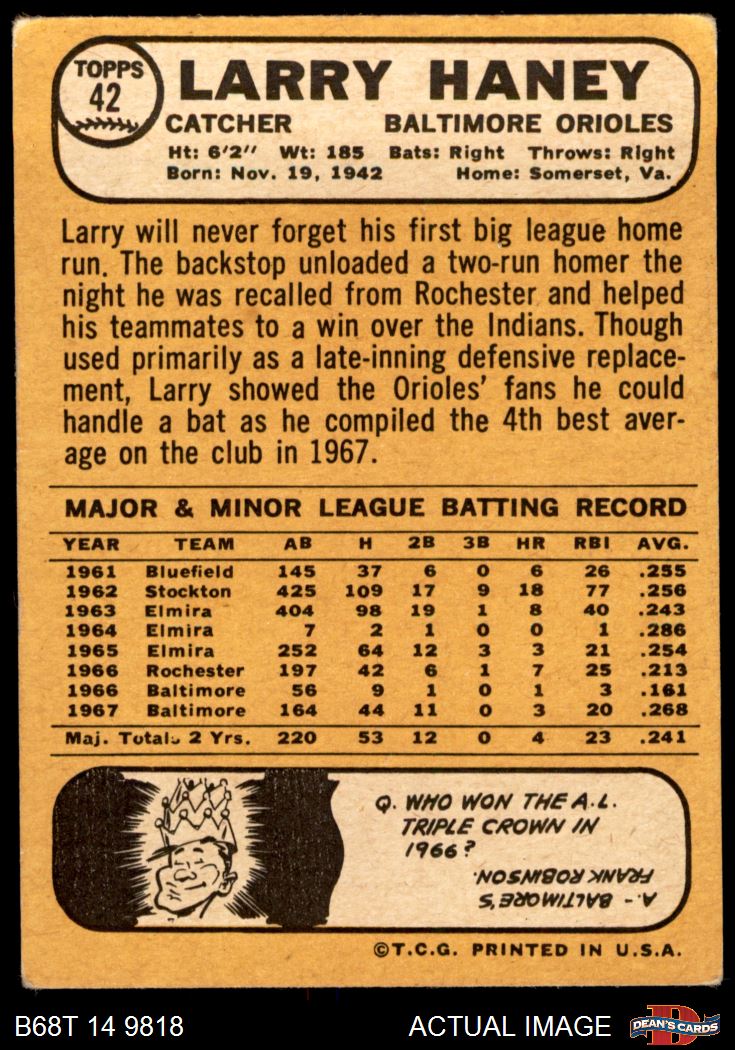 TOPPS
42
LARRY HANEY
CATCHER BALTIMORE ORIOLES
Ht: 6'2" Wt: 185 Bats: Right Throws: Right
Born: Nov. 19, 1942 Home: Somerset, Va.
Larry will never forget his first big league home
run. The backstop unloaded a two-run homer the
night he was recalled from Rochester and helped
his teammates to a win over the Indians. Though
used primarily as a late-inning defensive replace-
ment, Larry showed the Orioles' fans he could
handle a bat as he compiled the 4th best aver-
age on the club in 1967.
MAJOR & MINOR LEAGUE BATTING RECORD
YEAR TEAM AB H 2B 3B HR RBI AVG.
1961 Bluefield 145 37 6 0 6 26 .255
1962 Stockton 425 109 17 9 18 77 .256
1963 Elmira 404 98 19 1 8 40 .243
1964 Elmira 7 2 1 0 0 1 .286
1965 Elmira 252 64 12 3 3 21 .254
1966 Rochester 197 42 6 1 7 25 .213
1966 Baltimore 56 9 1 0 1 3 .161
1967 Baltimore 164 44 11 0 3 20 .268
Maj. Totals 2 Yrs. 220 53 12 0 4 23 .241
Q. WHO WON THE A.L.
TRIPLE CROWN IN
1966?
A.- BALTIMORE'S
FRANK ROBINSON.
©T.C.G. PRINTED IN U.S.A.
B68T 14 9818 ACTUAL IMAGE
DEAN'S CARDS